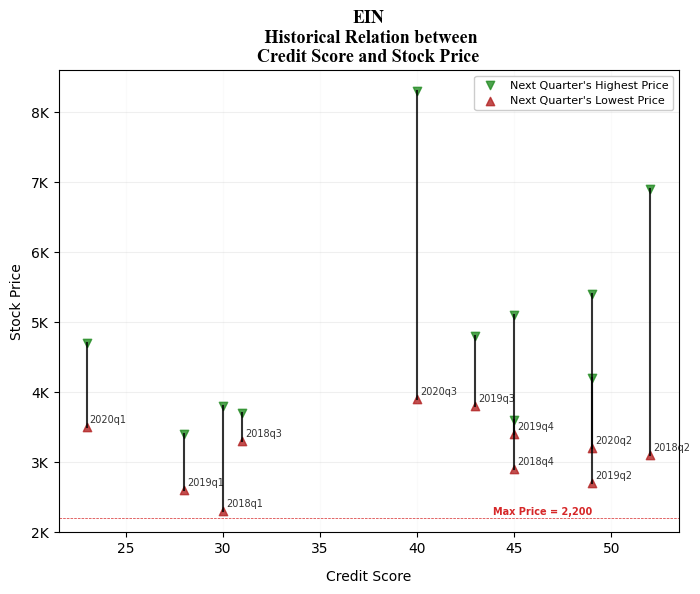 EIN
Historical Relation between
Credit Score and Stock Price
Next Quarter's Highest Price
Next Quarter's Lowest Price
8K
7K
6K
5K
4K
3K
2K
Stock Price
2020q1
2019q1
2018q1
2018q3
2020q3
2019q3
2019q4
2018q4
2020q2
2019q2
2018q2
Max Price = 2,200
25
30
35
40
45
50
Credit Score